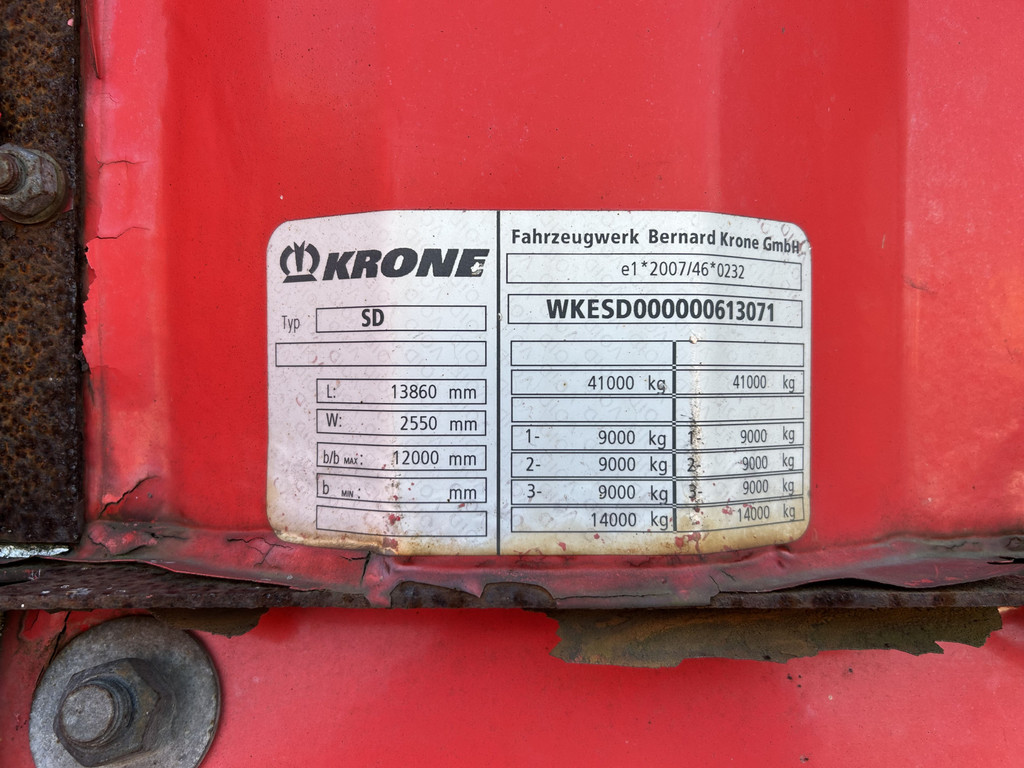 KRONE
Typ SD
L: 13860 mm
W: 2550 mm
b/b MAX: 12000 mm
b MIN: mm
Fahrzeugwerk Bernard Krone GmbH
e1*2007/46*0232
WKESD000000613071
41000 kg 41000 kg
1- 9000 kg 1- 9000 kg
2- 9000 kg 2- 9000 kg
3- 9000 kg 3- 9000 kg
14000 kg 14000 kg